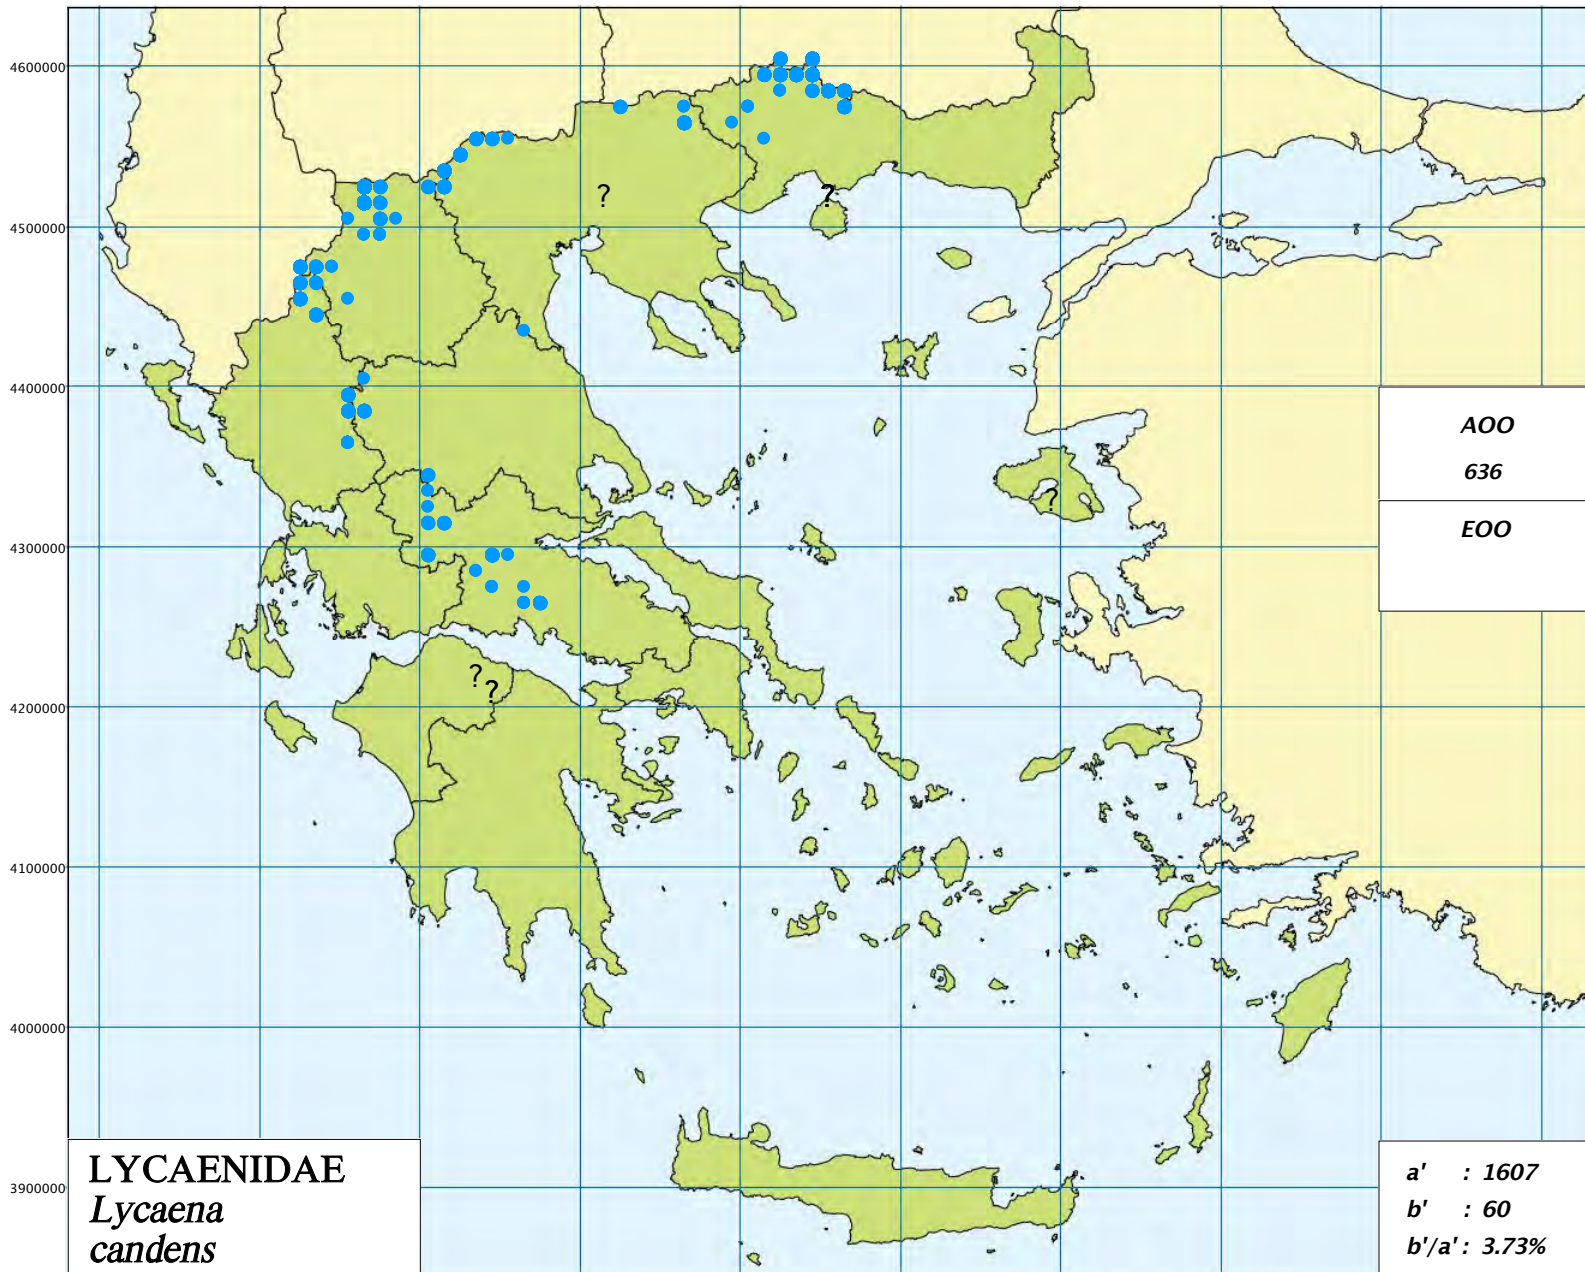 4600000
?
?
4500000
4400000
AOO
636
?
EOO
4300000
?
?
4200000
4100000
4000000
LYCAENIDAE
Lycaena
candens
3900000
a' : 1607
b' : 60
b'/a' : 3.73%